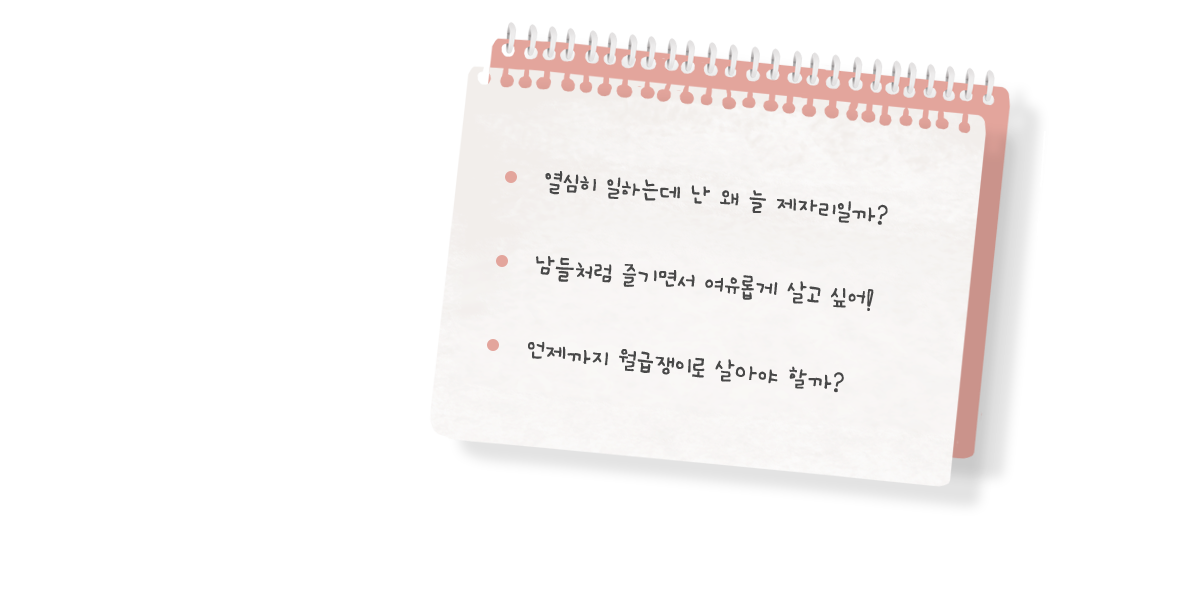 열심히 일하는데 난 왜 늘 제자리일까?
남들처럼 즐기면서 여유롭게 살고 싶어!
언제까지 월급쟁이로 살아야 할까?